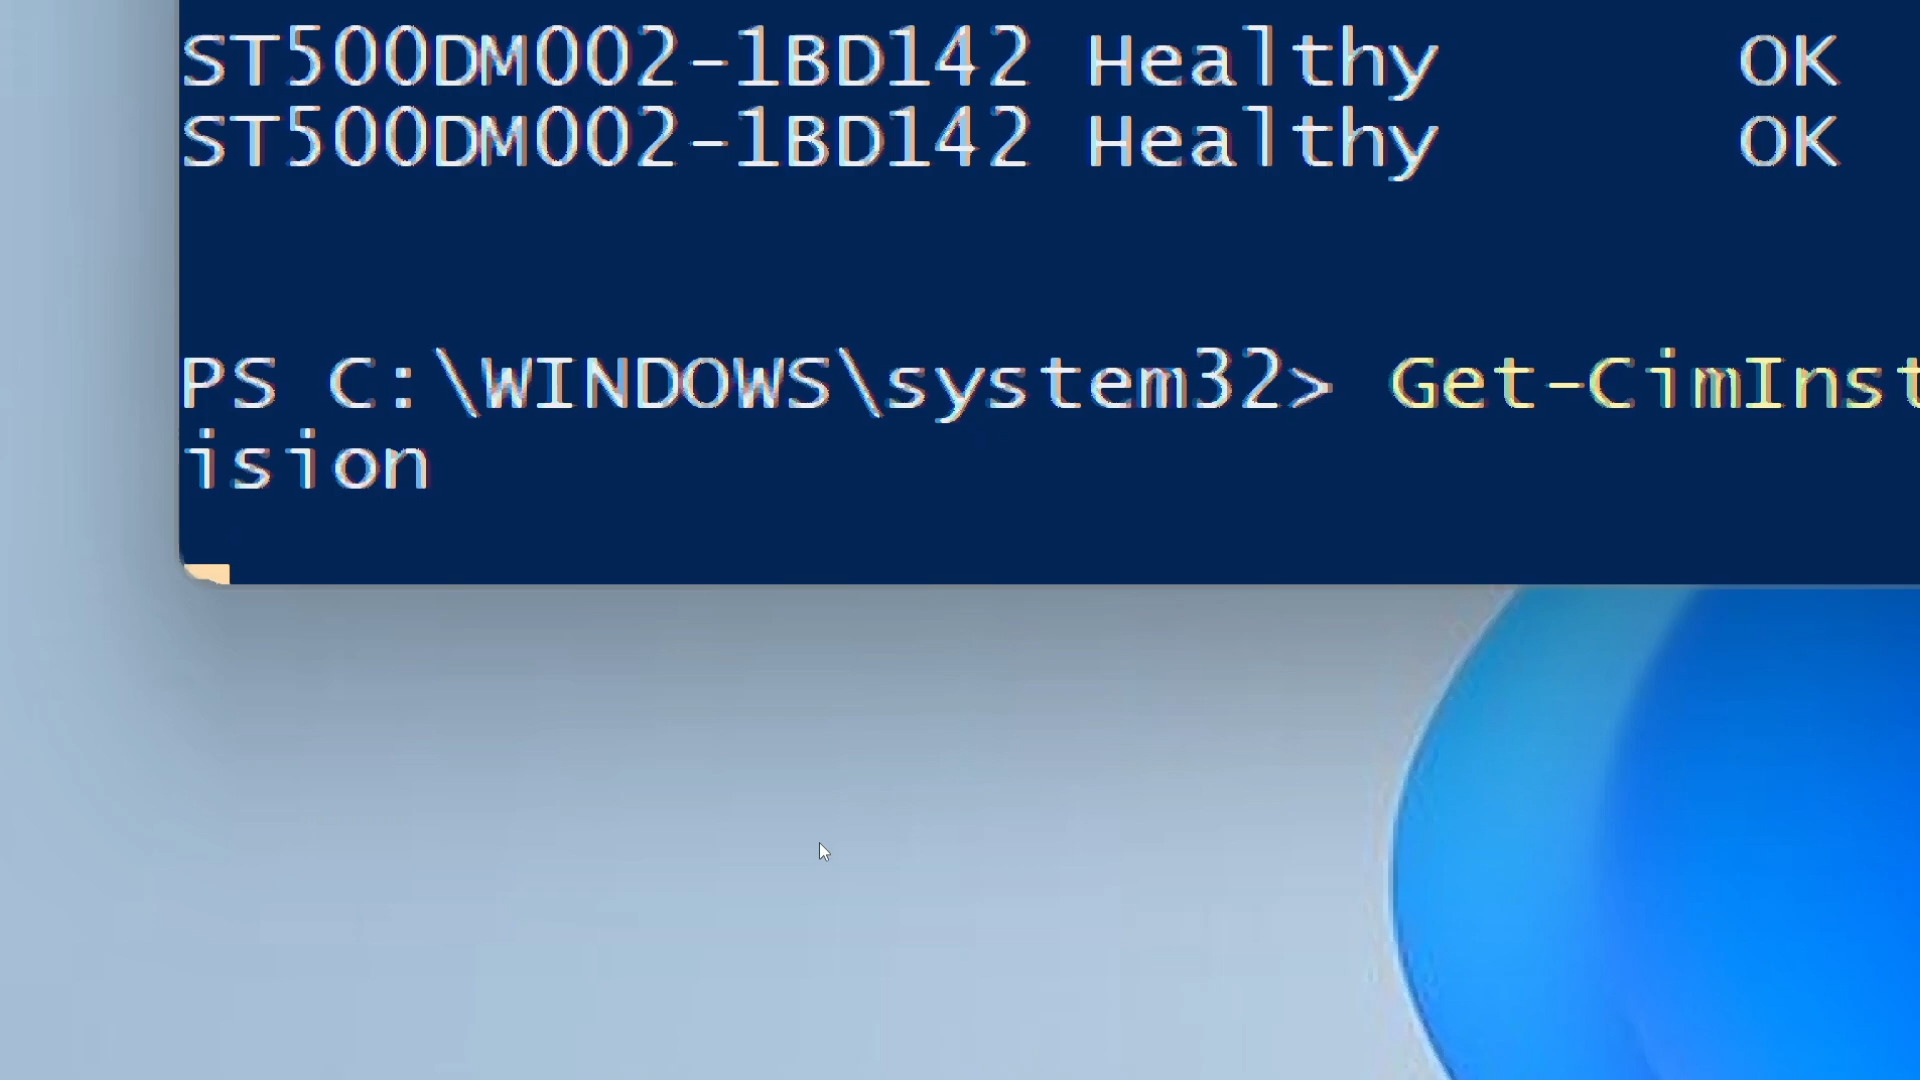 ST500DM002-1BD142 Healthy OK
ST500DM002-1BD142 Healthy OK
PS C:\WINDOWS\system32> Get-CimInst
ision